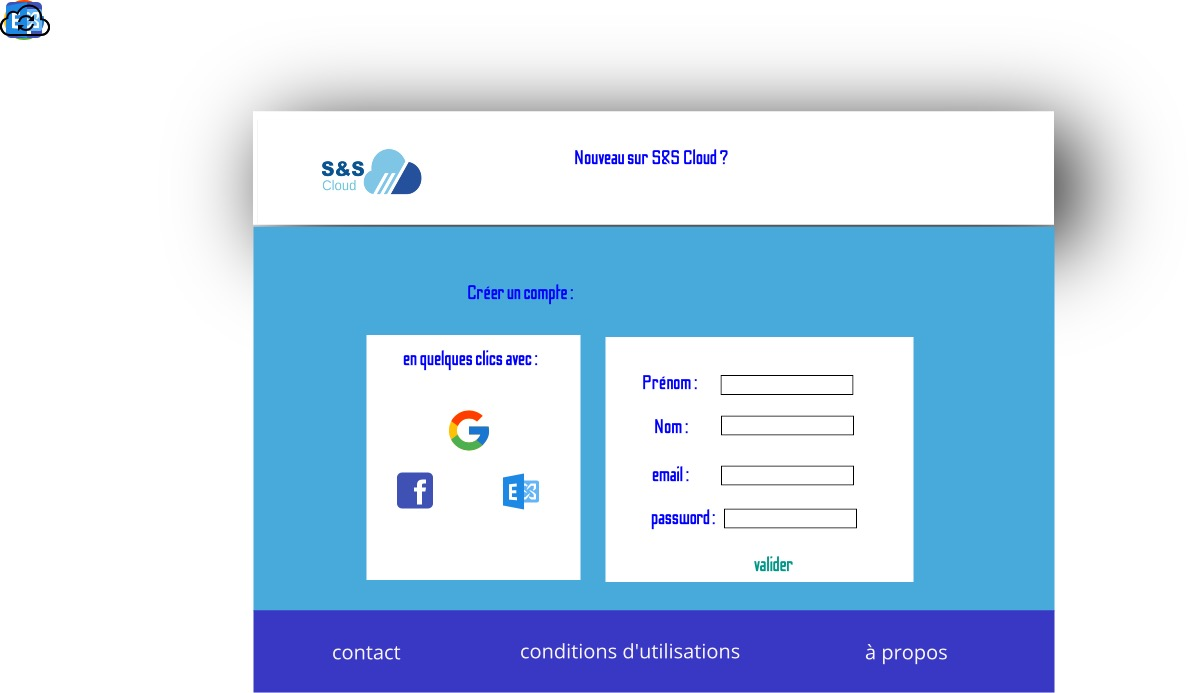 S&S
Cloud
Nouveau sur S&S Cloud ?
Créer un compte :
en quelques clics avec :
Prénom :
Nom :
email :
password :
valider
contact
conditions d'utilisations
à propos